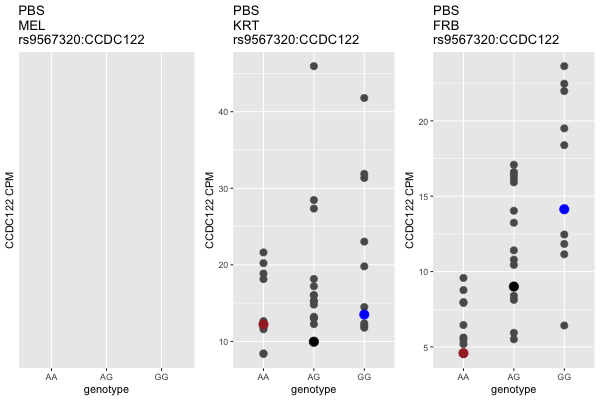 PBS
MEL
rs9567320:CCDC122
CCDC122 CPM
AA AG GG
genotype
PBS
KRT
rs9567320:CCDC122
CCDC122 CPM
40
30
20
10
AA AG GG
genotype
PBS
FRB
rs9567320:CCDC122
CCDC122 CPM
20
15
10
5
AA AG GG
genotype